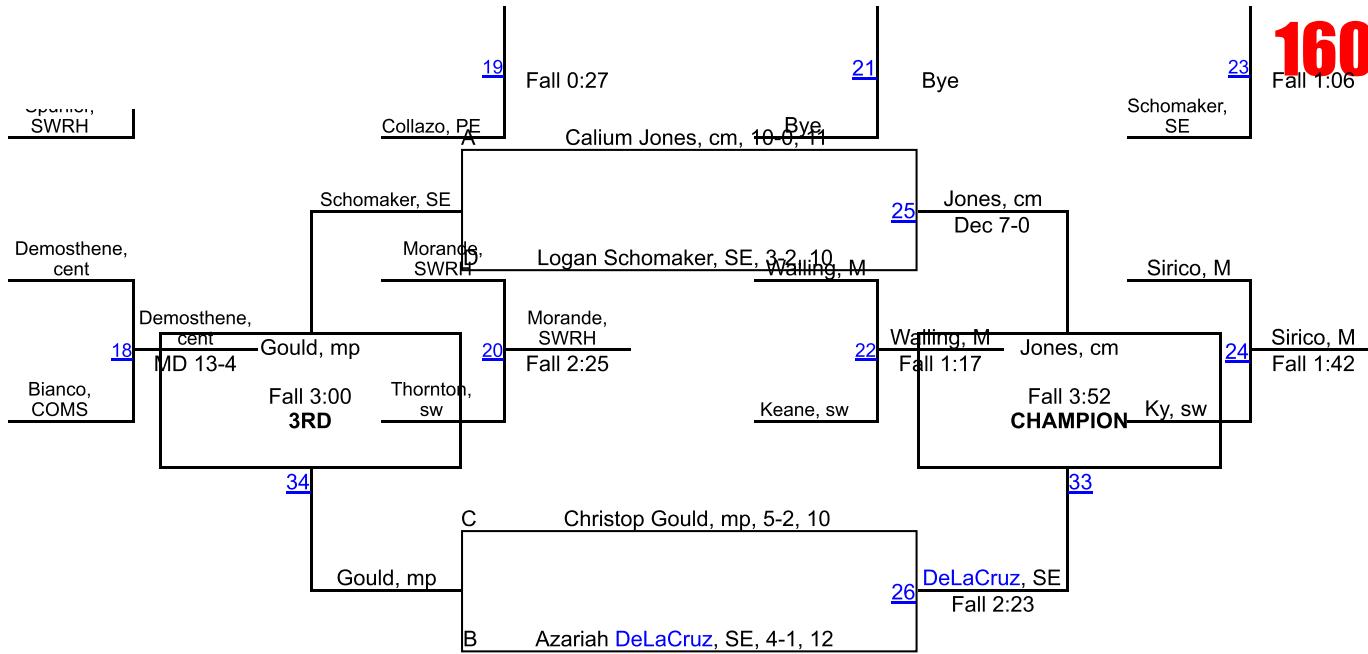 160
19
Fall 0:27
21
Bye
23
Fall 1:06
SWRH
Collazo, PE
Bye
Schomaker,
SE
A
Calium Jones, cm, 10-0, 11
Schomaker, SE
25
Jones, cm
Dec 7-0
D
Logan Schomaker, SE, 3-2, 10
Demosthene,
cent
Morande,
SWRH
Walling, M
Sirico, M
Demosthene,
cent
18
MD 13-4
Gould, mp
Fall 3:00
3RD
20
Morande,
SWRH
Fall 2:25
22
Walling, M
Fall 1:17
Jones, cm
Fall 3:52
CHAMPION
24
Sirico, M
Fall 1:42
Bianco,
COMS
Thornton,
sw
Keane, sw
Ky, sw
34
33
C
Christop Gould, mp, 5-2, 10
Gould, mp
26
DeLaCruz, SE
Fall 2:23
B
Azariah DeLaCruz, SE, 4-1, 12